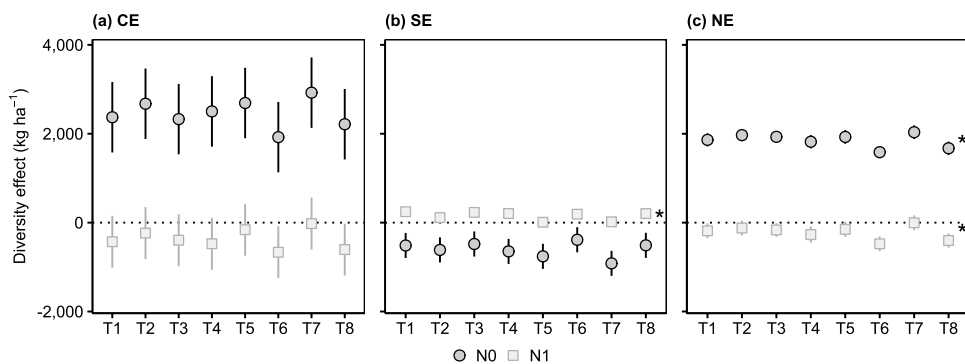 (a) CE (b) SE (c) NE
Diversity effect (kg ha⁻¹)
4,000
2,000
0
-2,000
* * *
*
T1 T2 T3 T4 T5 T6 T7 T8 T1 T2 T3 T4 T5 T6 T7 T8 T1 T2 T3 T4 T5 T6 T7 T8
N0 N1